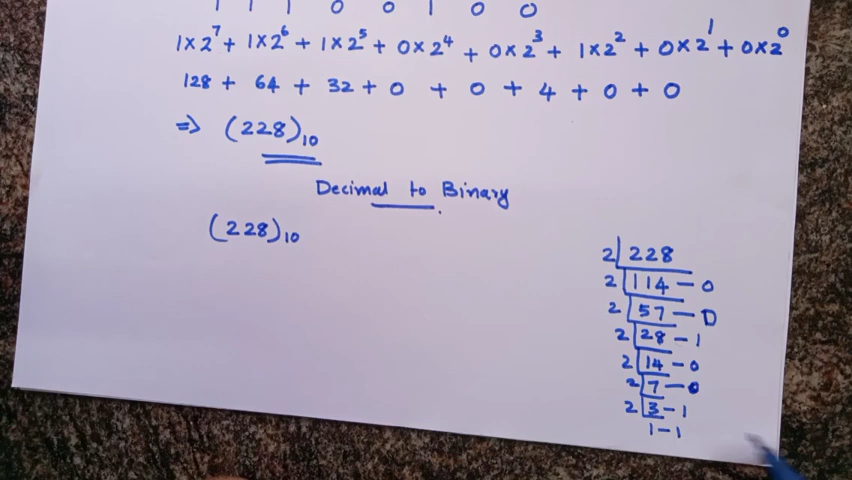 1 1 1 0 0 1 0 0
1×2⁷ + 1×2⁶ + 1×2⁵ + 0×2⁴ + 0×2³ + 1×2² + 0×2¹ + 0×2⁰
128 + 64 + 32 + 0 + 0 + 4 + 0 + 0
⇒ (228)₁₀
Decimal to Binary
(228)₁₀
2 228
2 114 – 0
2 57 – 0
2 28 – 1
2 14 – 0
2 7 – 0
2 3 – 1
1 – 1